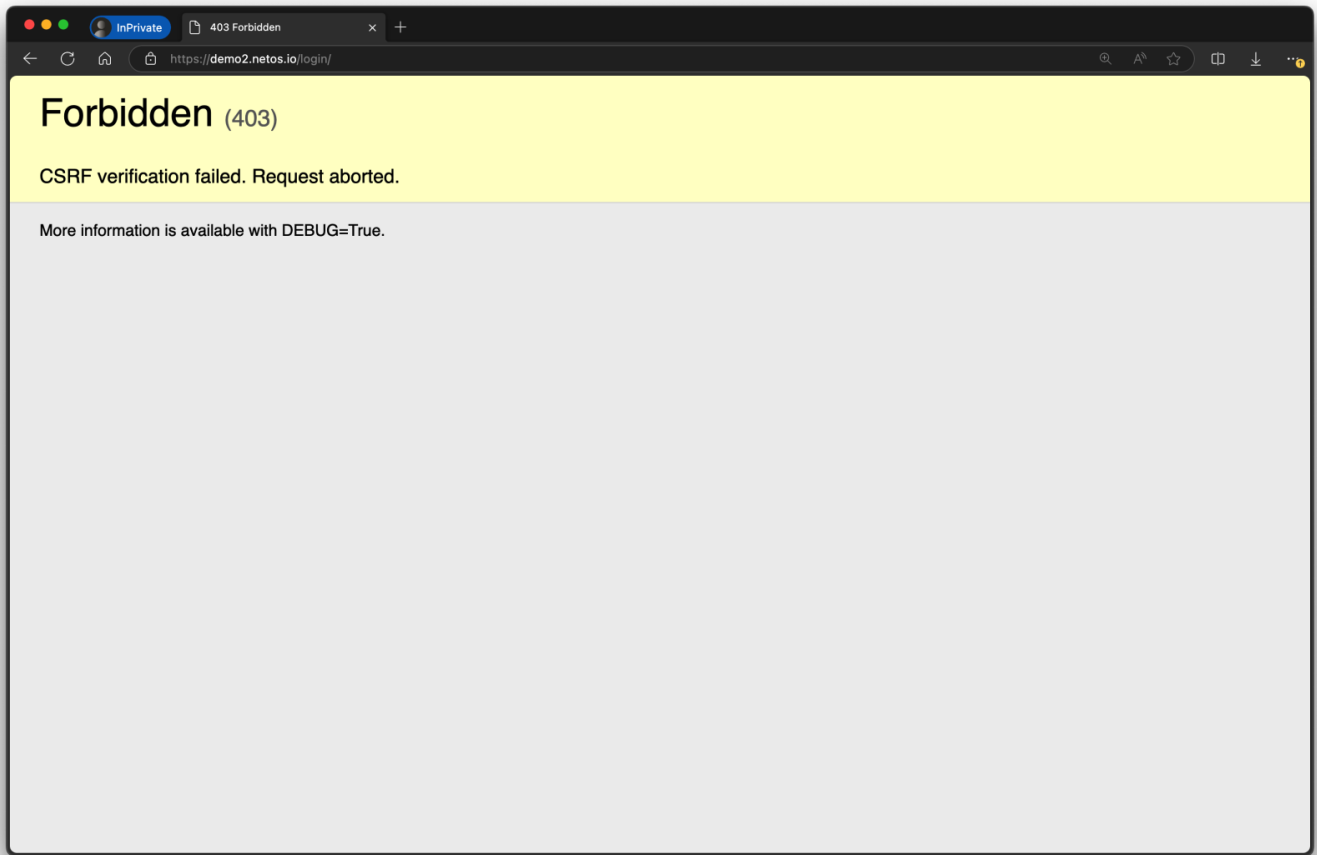 InPrivate
403 Forbidden
https://demo2.netos.io/login/
Forbidden (403)
CSRF verification failed. Request aborted.
More information is available with DEBUG=True.